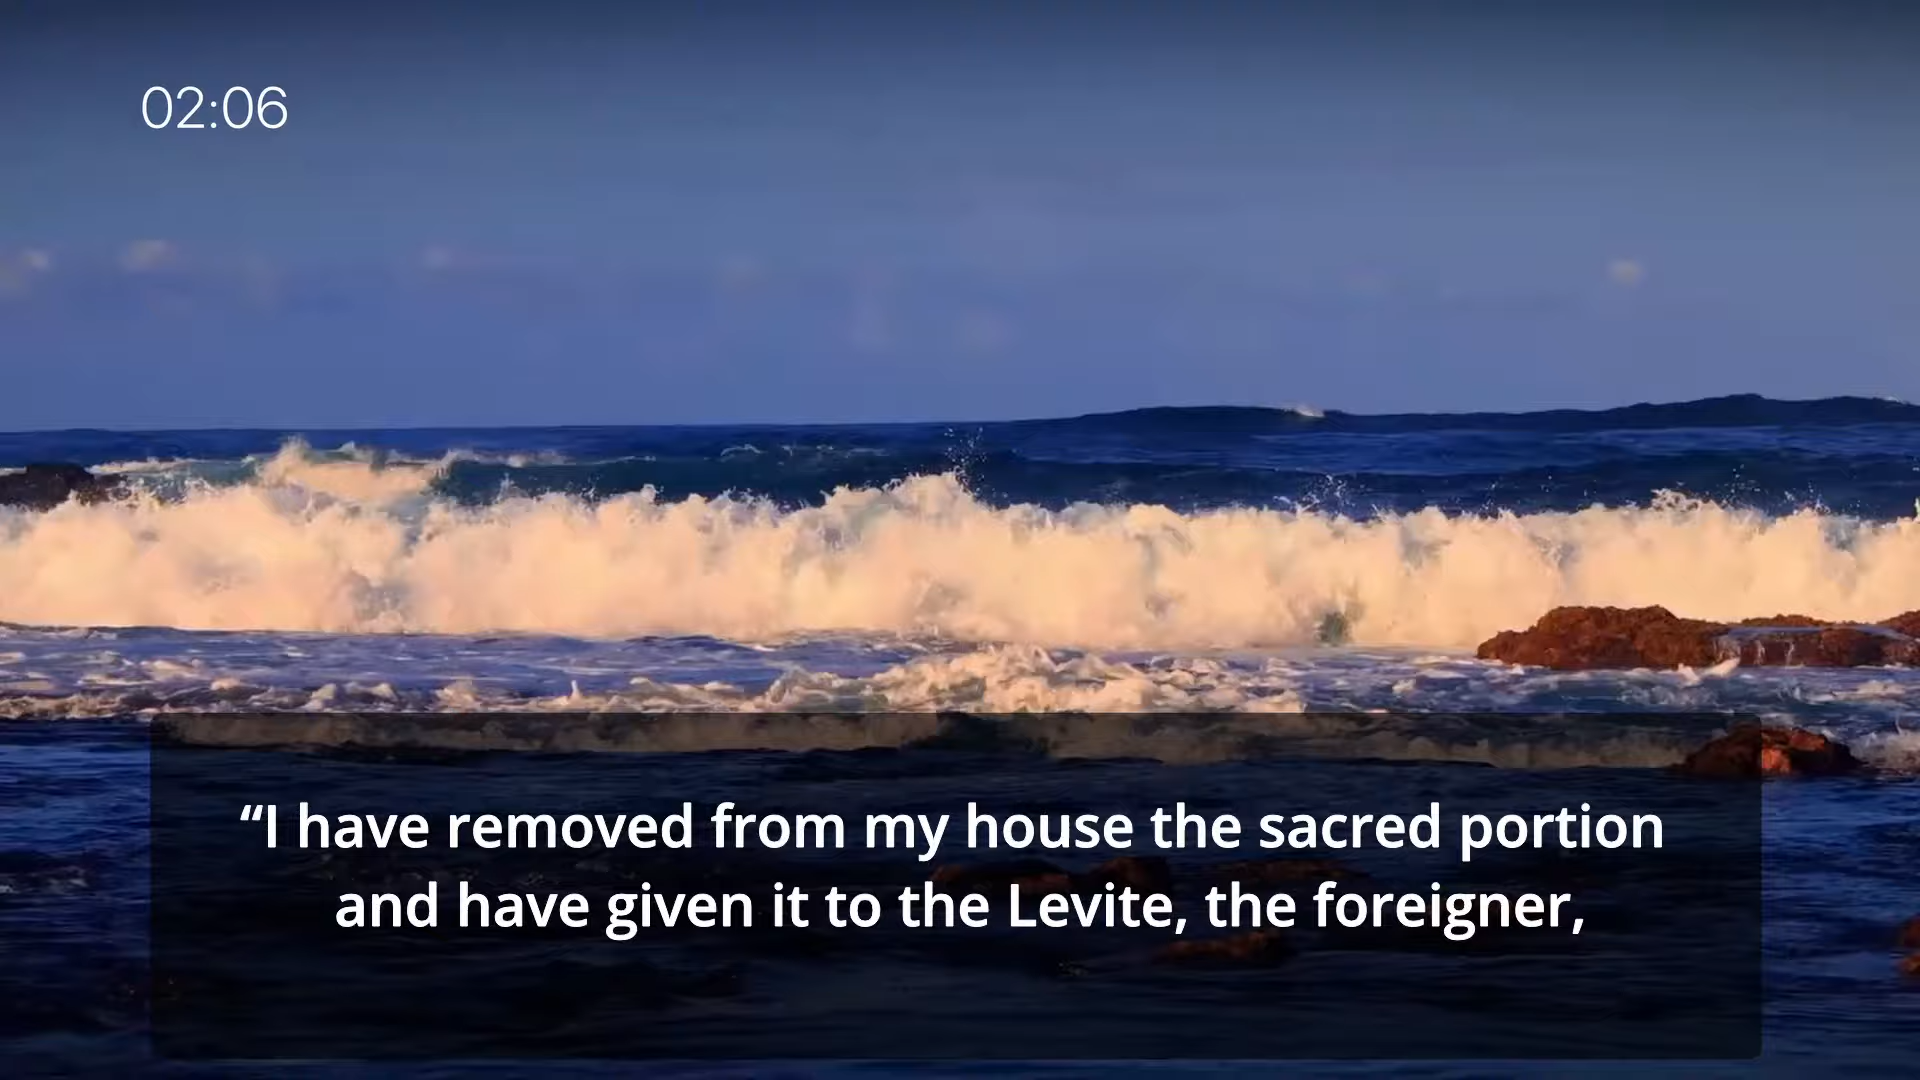 02:06
“I have removed from my house the sacred portion
and have given it to the Levite, the foreigner,